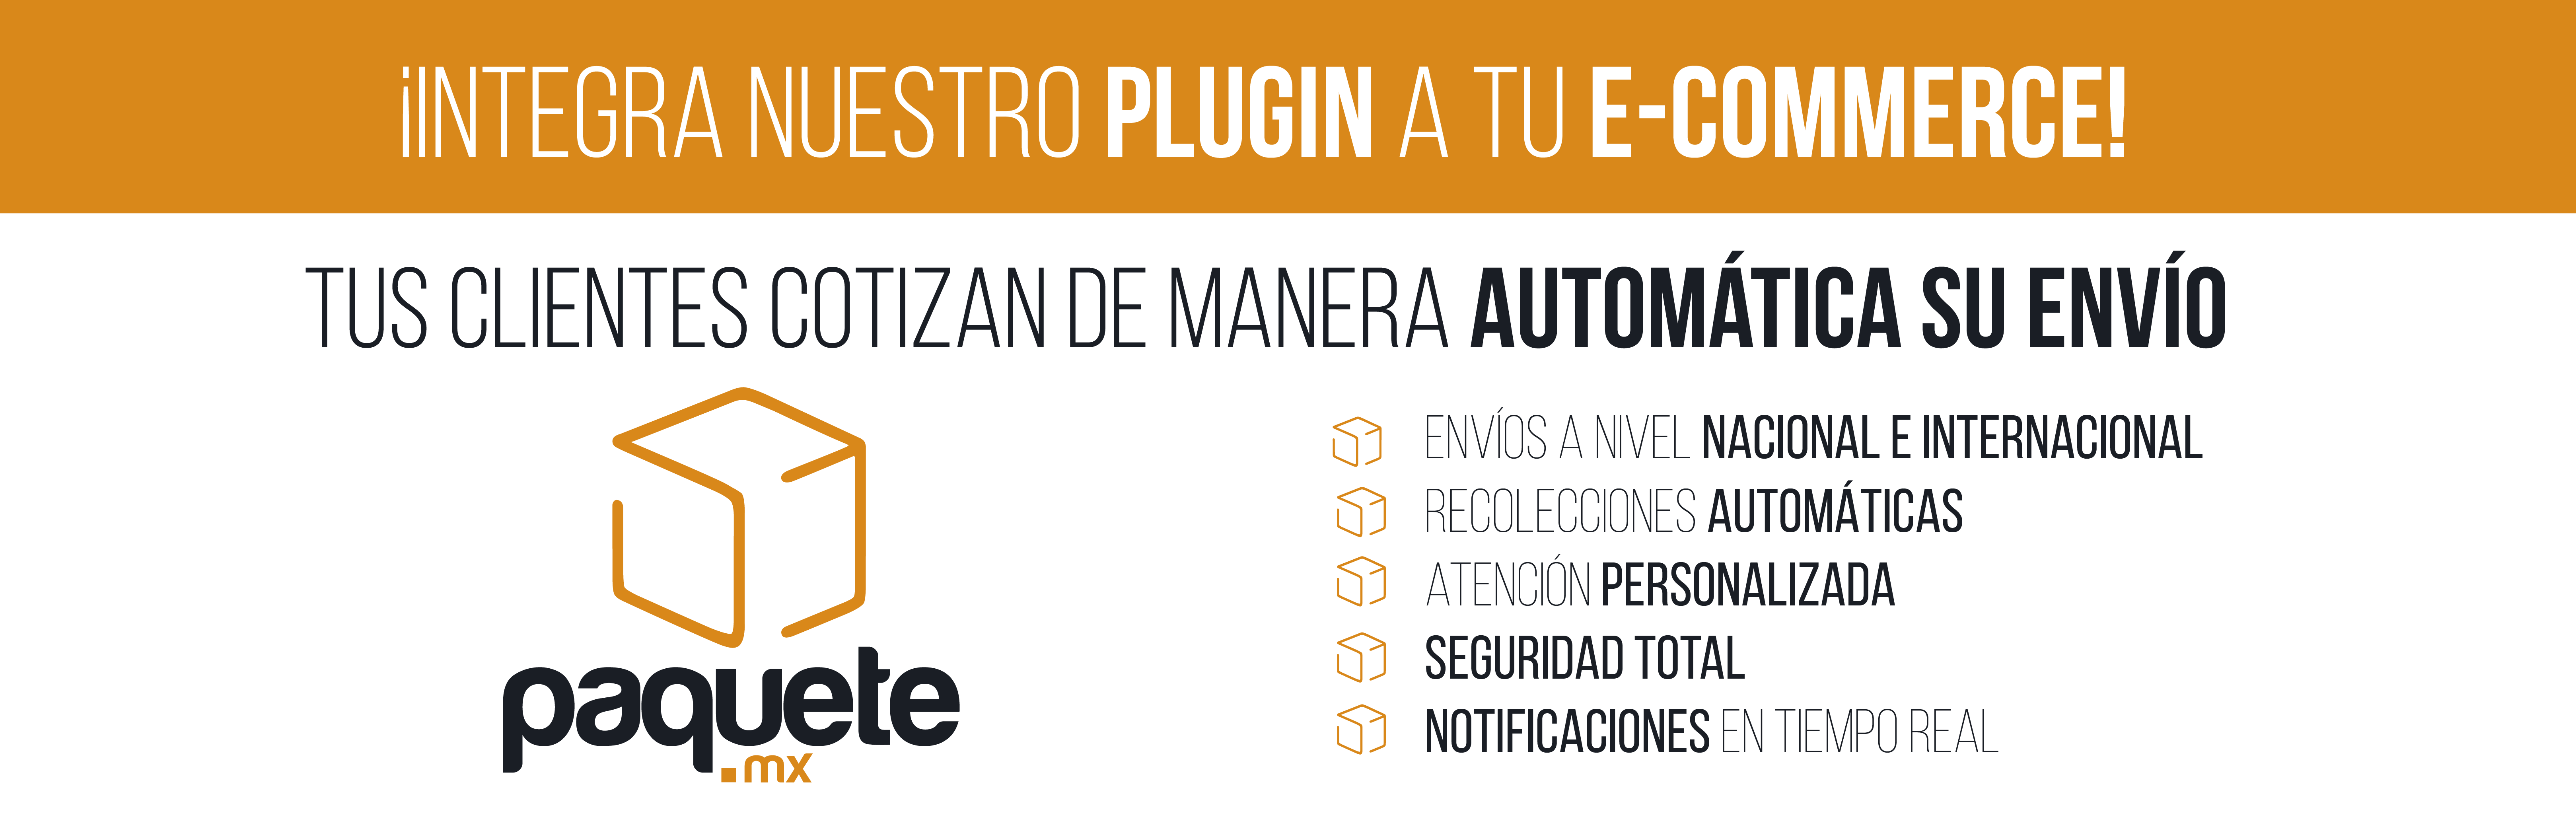 ¡INTEGRA NUESTRO PLUGIN A TU E-COMMERCE!
TUS CLIENTES COTIZAN DE MANERA AUTOMÁTICA SU ENVÍO
paquete
.mx
ENVÍOS A NIVEL NACIONAL E INTERNACIONAL
RECOLECCIONES AUTOMÁTICAS
ATENCIÓN PERSONALIZADA
SEGURIDAD TOTAL
NOTIFICACIONES EN TIEMPO REAL